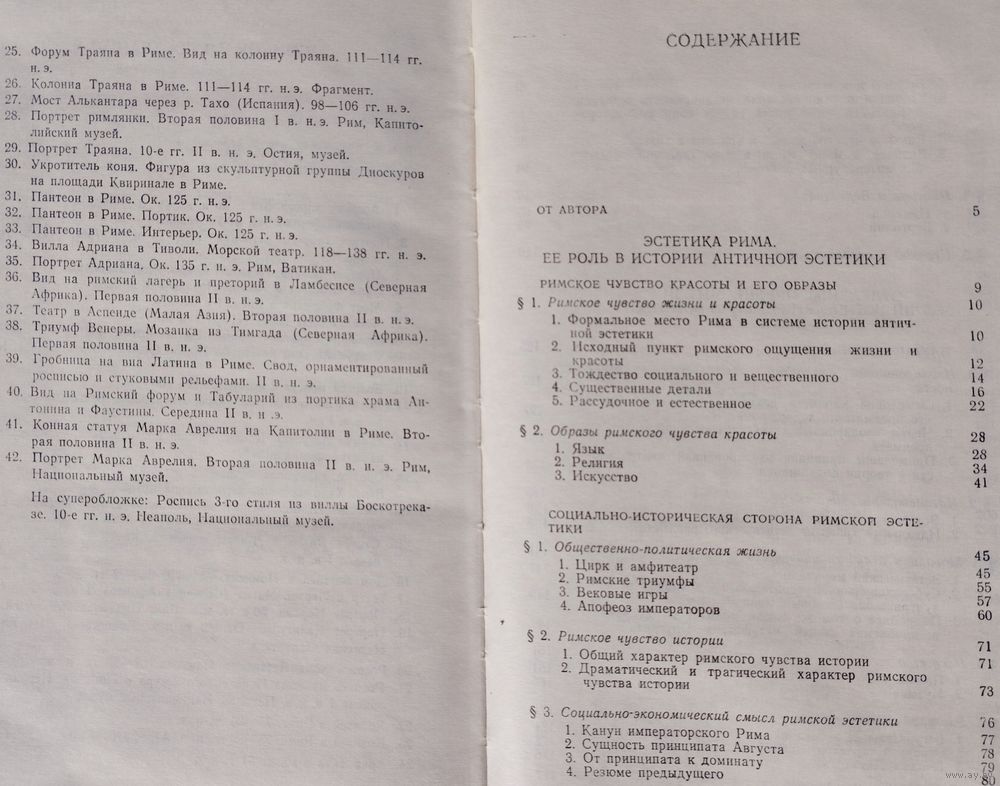 25. Форум Траяна в Риме. Вид на колонну Траяна. 111—114 гг.
н. э.
26. Колонна Траяна в Риме. 111—114 гг. н. э. Фрагмент.
27. Мост Алькантара через р. Тахо (Испания). 98—106 гг. н. э.
28. Портрет римлянки. Вторая половина I в. н. э. Рим, Капито-
лийский музей.
29. Портрет Траяна. 10-е гг. II в. н. э, Остия, музей.
30. Укротитель коня. Фигура из скульптурной группы Диоскуров
на площади Квиринале в Риме.
31. Пантеон в Риме. Ок. 125 г. н. э.
32. Пантеон в Риме. Портик. Ок. 125 г. н. э.
33. Пантеон в Риме. Интерьер. Ок. 125 г. н. э.
34. Вилла Адриана в Тиволи. Морской театр. 118—138 гг. н. э.
35. Портрет Адриана. Ок. 135 г. н. э. Рим, Ватикан.
36. Вид на римский лагерь и преторий в Ламбесисе (Северная
Африка). Первая половина II в. н. э.
37. Театр в Аспенде (Малая Азия). Вторая половина II в. н. э.
38. Триумф Венеры. Мозаика из Тимгада (Северная Африка).
Первая половина II в. н. э.
39. Гробница на виа Латина в Риме. Свод, орнаментированный
росписью и стуковыми рельефами. II в. н. э.
40. Вид на Римский форум и Табуларий из портика храма Ан-
тонина и Фаустины. Середина II в. н .э.
41. Конная статуя Марка Аврелия на Капитолии в Риме. Вто-
рая половина II в. н. э.
42. Портрет Марка Аврелия. Вторая половина II в. н. э. Рим,
Национальный музей.
На суперобложке: Роспись 3-го стиля из виллы Боскотрека-
зе. 10-е гг. н. э. Неаполь, Национальный музей.
СОДЕРЖАНИЕ
ОТ АВТОРА 5
ЭСТЕТИКА РИМА.
ЕЕ РОЛЬ В ИСТОРИИ АНТИЧНОЙ ЭСТЕТИКИ
РИМСКОЕ ЧУВСТВО КРАСОТЫ И ЕГО ОБРАЗЫ 9
§ 1. Римское чувство жизни и красоты 10
1. Формальное место Рима в системе истории антич-
ной эстетики 10
2. Исходный пункт римского ощущения жизни и
красоты 12
3. Тождество социального и вещественного 14
4. Существенные детали 16
5. Рассудочное и естественное 22
§ 2. Образы римского чувства красоты 28
1. Язык 28
2. Религия 34
3. Искусство 41
СОЦИАЛЬНО-ИСТОРИЧЕСКАЯ СТОРОНА РИМСКОП ЭСТЕ-
ТИКИ
§ 1. Общественно-политическая жизнь 45
1. Цирк и амфитеатр 45
2. Римские триумфы 55
3. Вековые игры 57
4. Апофеоз императоров 60
§ 2. Римское чувство истории 71
1. Общий характер римского чувства истории 71
2. Драматический и трагический характер римского
чувства истории 73
§ 3. Социально-экономический смысл римской эстетики 76
1. Канун императорского Рима 77
2. Сущность принципата Августа 78
3. От принципата к доминату 79
4. Резюме предыдущего 80